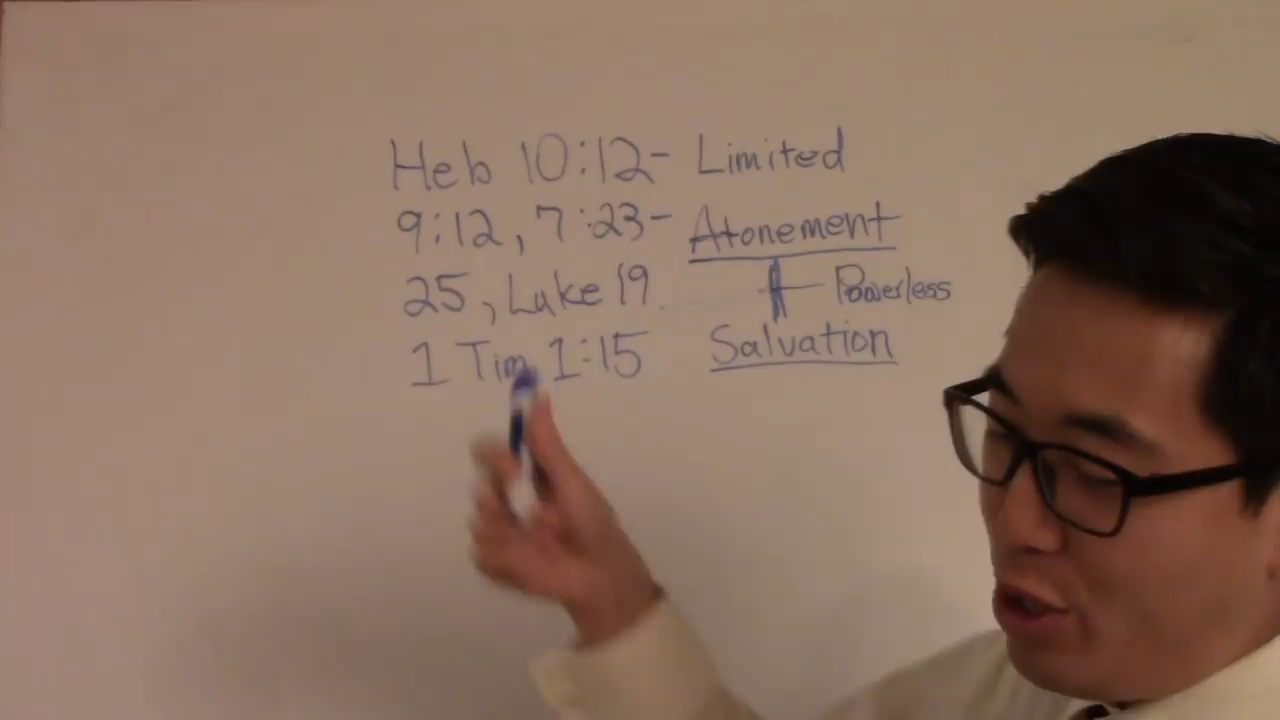 Heb 10:12- Limited
9:12, 7:23- Atonement
25, Luke 19. Powerless
1 Tim 1:15 Salvation